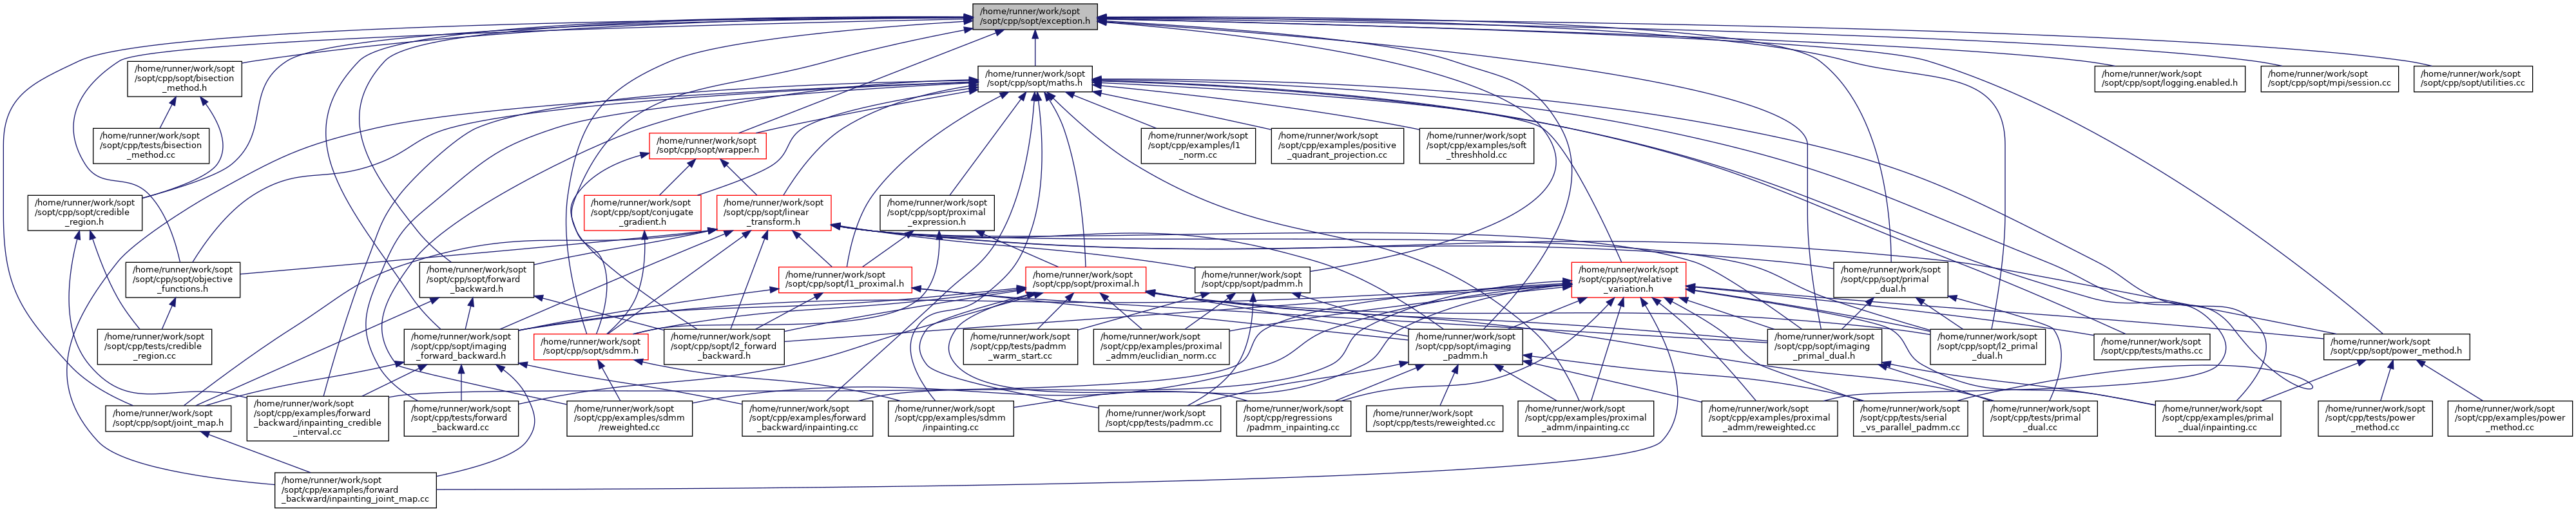 /home/runner/work/sopt
/sopt/cpp/sopt/exception.h
/home/runner/work/sopt
/sopt/cpp/sopt/bisection
_method.h
/home/runner/work/sopt
/sopt/cpp/sopt/maths.h
/home/runner/work/sopt
/sopt/cpp/sopt/logging.enabled.h
/home/runner/work/sopt
/sopt/cpp/sopt/mpi/session.cc
/home/runner/work/sopt
/sopt/cpp/sopt/utilities.cc
/home/runner/work/sopt
/sopt/cpp/tests/bisection
_method.cc
/home/runner/work/sopt
/sopt/cpp/sopt/wrapper.h
/home/runner/work/sopt
/sopt/cpp/examples/l1
_norm.cc
/home/runner/work/sopt
/sopt/cpp/examples/positive
_quadrant_projection.cc
/home/runner/work/sopt
/sopt/cpp/examples/soft
_threshhold.cc
/home/runner/work/sopt
/sopt/cpp/sopt/credible
_region.h
/home/runner/work/sopt
/sopt/cpp/sopt/conjugate
_gradient.h
/home/runner/work/sopt
/sopt/cpp/sopt/linear
_transform.h
/home/runner/work/sopt
/sopt/cpp/sopt/proximal
_expression.h
/home/runner/work/sopt
/sopt/cpp/sopt/objective
_functions.h
/home/runner/work/sopt
/sopt/cpp/sopt/forward
_backward.h
/home/runner/work/sopt
/sopt/cpp/sopt/l1_proximal.h
/home/runner/work/sopt
/sopt/cpp/sopt/proximal.h
/home/runner/work/sopt
/sopt/cpp/sopt/padmm.h
/home/runner/work/sopt
/sopt/cpp/sopt/relative
_variation.h
/home/runner/work/sopt
/sopt/cpp/sopt/primal
_dual.h
/home/runner/work/sopt
/sopt/cpp/tests/credible
_region.cc
/home/runner/work/sopt
/sopt/cpp/sopt/imaging
_forward_backward.h
/home/runner/work/sopt
/sopt/cpp/sopt/sdmm.h
/home/runner/work/sopt
/sopt/cpp/sopt/l2_forward
_backward.h
/home/runner/work/sopt
/sopt/cpp/tests/padmm
_warm_start.cc
/home/runner/work/sopt
/sopt/cpp/examples/proximal
_admm/euclidian_norm.cc
/home/runner/work/sopt
/sopt/cpp/sopt/imaging
_padmm.h
/home/runner/work/sopt
/sopt/cpp/sopt/imaging
_primal_dual.h
/home/runner/work/sopt
/sopt/cpp/sopt/l2_primal
_dual.h
/home/runner/work/sopt
/sopt/cpp/tests/maths.cc
/home/runner/work/sopt
/sopt/cpp/sopt/power_method.h
/home/runner/work/sopt
/sopt/cpp/sopt/joint_map.h
/home/runner/work/sopt
/sopt/cpp/examples/forward
_backward/inpainting_credible
_interval.cc
/home/runner/work/sopt
/sopt/cpp/tests/forward
_backward.cc
/home/runner/work/sopt
/sopt/cpp/examples/sdmm
/reweighted.cc
/home/runner/work/sopt
/sopt/cpp/examples/forward
_backward/inpainting.cc
/home/runner/work/sopt
/sopt/cpp/examples/sdmm
/inpainting.cc
/home/runner/work/sopt
/sopt/cpp/tests/padmm.cc
/home/runner/work/sopt
/sopt/cpp/regressions
/padmm_inpainting.cc
/home/runner/work/sopt
/sopt/cpp/tests/reweighted.cc
/home/runner/work/sopt
/sopt/cpp/examples/proximal
_admm/inpainting.cc
/home/runner/work/sopt
/sopt/cpp/examples/proximal
_admm/reweighted.cc
/home/runner/work/sopt
/sopt/cpp/tests/serial
_vs_parallel_padmm.cc
/home/runner/work/sopt
/sopt/cpp/tests/primal
_dual.cc
/home/runner/work/sopt
/sopt/cpp/examples/primal
_dual/inpainting.cc
/home/runner/work/sopt
/sopt/cpp/tests/power
_method.cc
/home/runner/work/sopt
/sopt/cpp/examples/power
_method.cc
/home/runner/work/sopt
/sopt/cpp/examples/forward
_backward/inpainting_joint_map.cc